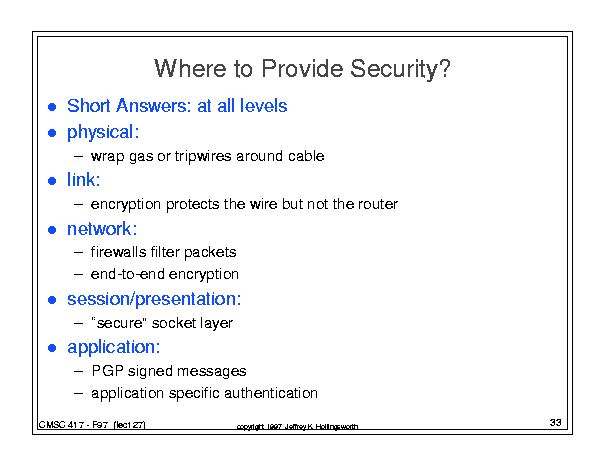 Where to Provide Security?
● Short Answers: at all levels
● physical:
– wrap gas or tripwires around cable
● link:
– encryption protects the wire but not the router
● network:
– firewalls filter packets
– end-to-end encryption
● session/presentation:
– "secure" socket layer
● application:
– PGP signed messages
– application specific authentication
CMSC 417 - F97 (lect 27)
copyright 1997 Jeffrey K. Hollingsworth
33